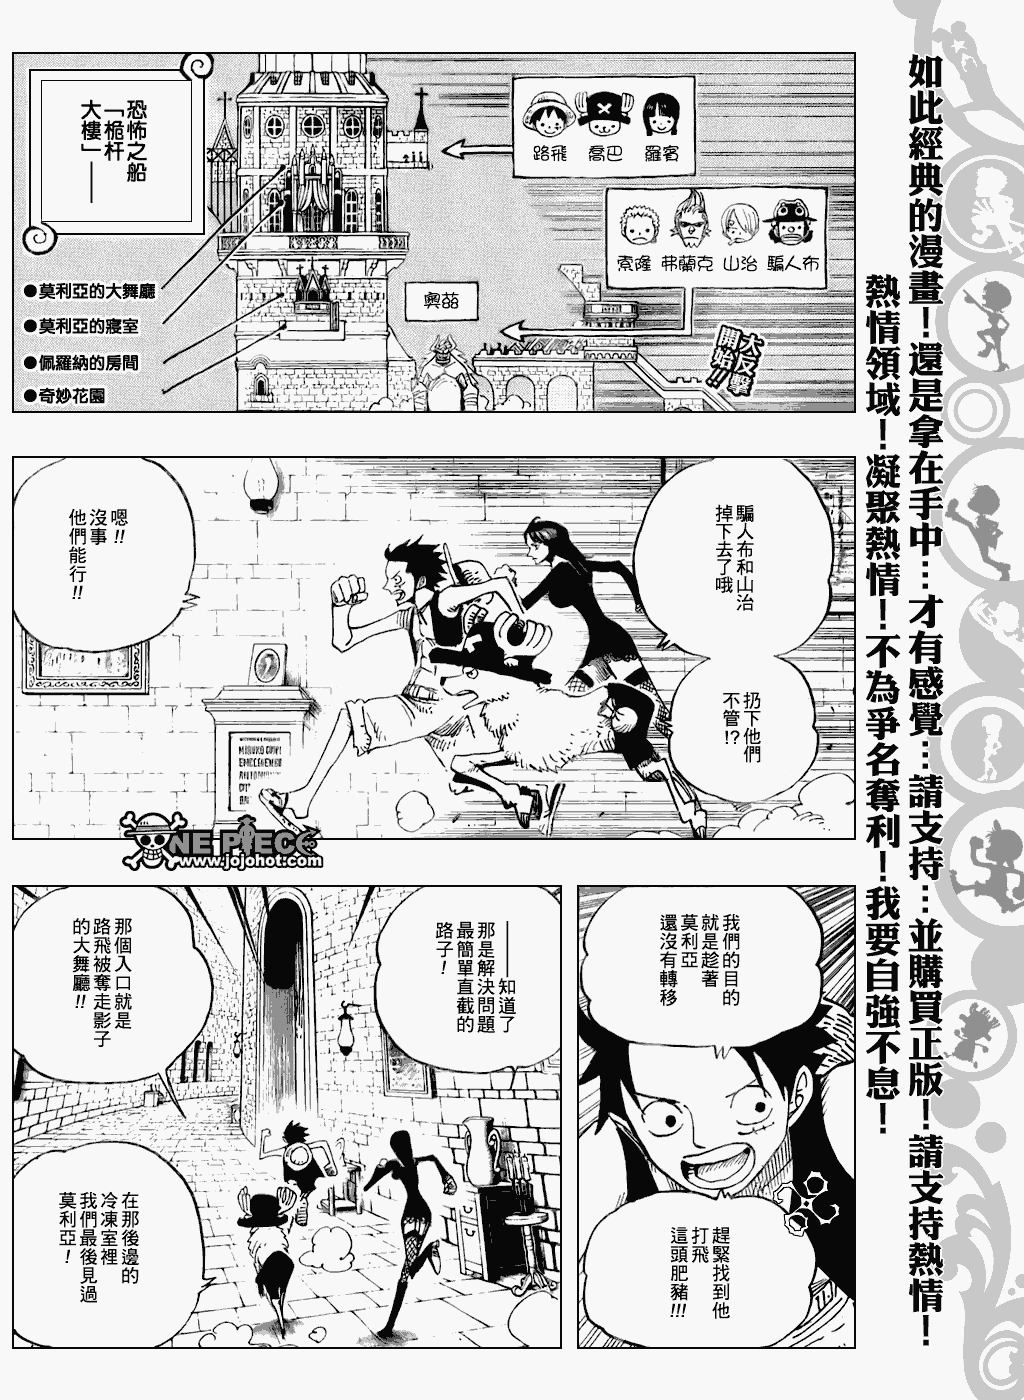 恐怖之船
「桅杆
大樓」——
路飛
喬巴
羅賓
索隆
弗蘭克
山治
騙人布
奧茲
●莫利亞的大舞廳
●莫利亞的寢室
●佩羅納的房間
●奇妙花園
大反擊
開始!!
騙人布和山治
掉下去了哦
扔下他們
不管!?
嗯!!
沒事
他們能行!!
ONE PIECE
www.jojohot.com
我們的目的
就是趁著
莫利亞
還沒有轉移
趕緊找到他
打飛
這頭肥豬!!!
——知道了
那是解決問題
最簡單直截的
路子！
那個入口就是
路飛被奪走影子
的大舞廳!!
在那後邊的
冷凍室裡
我們最後見過
莫利亞！
如此經典的漫畫！還是拿在手中…才有感覺…請支持…並購買正版！請支持熱情！
熱情領域！凝聚熱情！不為爭名奪利！我要自強不息！